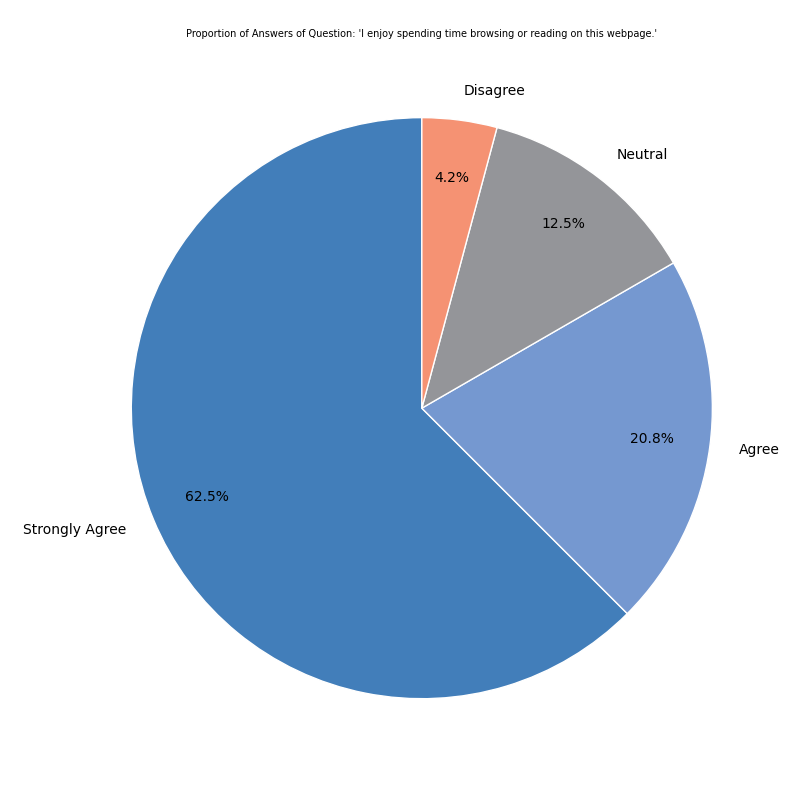 Proportion of Answers of Question: 'I enjoy spending time browsing or reading on this webpage.'
Disagree
Neutral
4.2%
12.5%
20.8%
Agree
62.5%
Strongly Agree